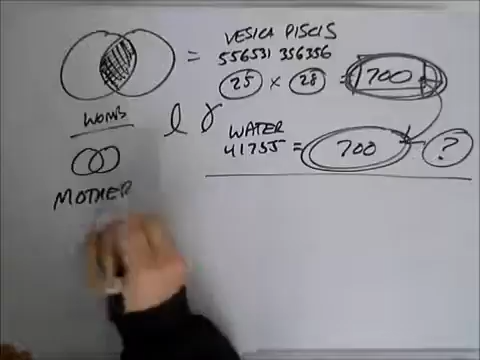 VESICA PISCIS
= 556531 356356
25 × 28 = 700
WOMB
WATER
41755 = 700 ?
MOTHER